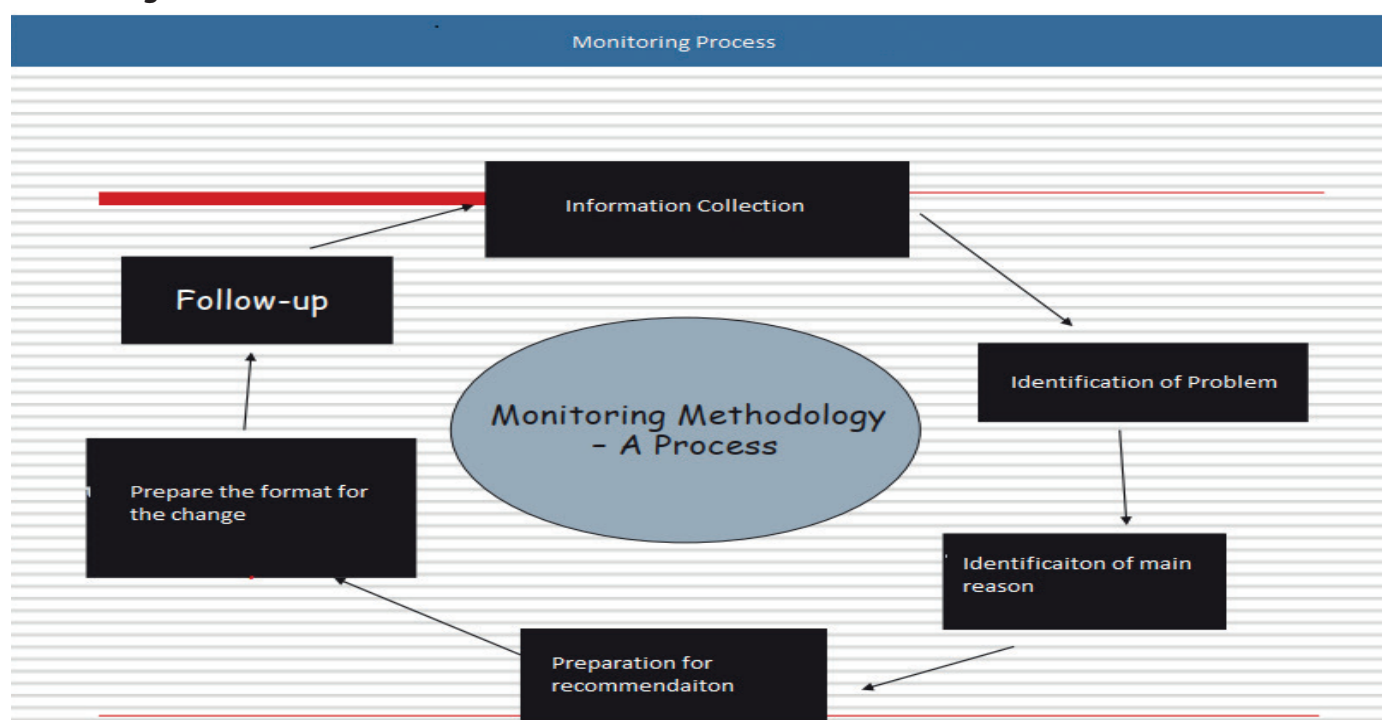 Monitoring Process
Information Collection
Follow-up
Identification of Problem
Monitoring Methodology
– A Process
Prepare the format for
the change
Identificaiton of main
reason
Preparation for
recommendaiton